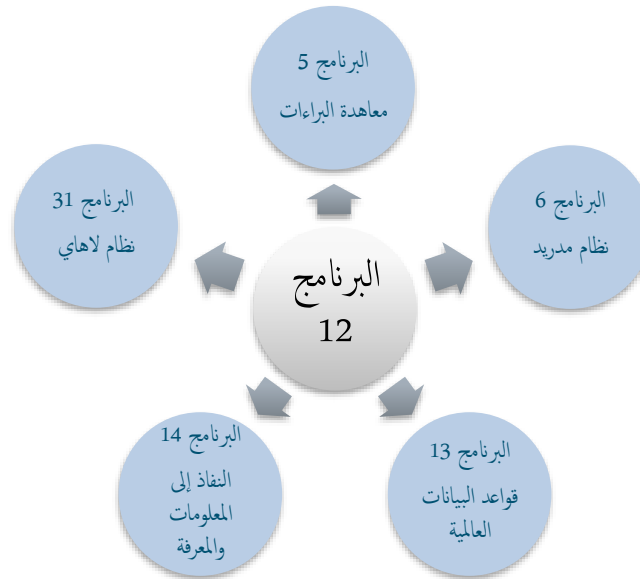 البرنامج 5
معاهدة البراءات
البرنامج 6
نظام مدريد
البرنامج 31
نظام لاهاي
البرنامج
12
البرنامج 13
قواعد البيانات
العالمية
البرنامج 14
النفاذ إلى
المعلومات
والمعرفة